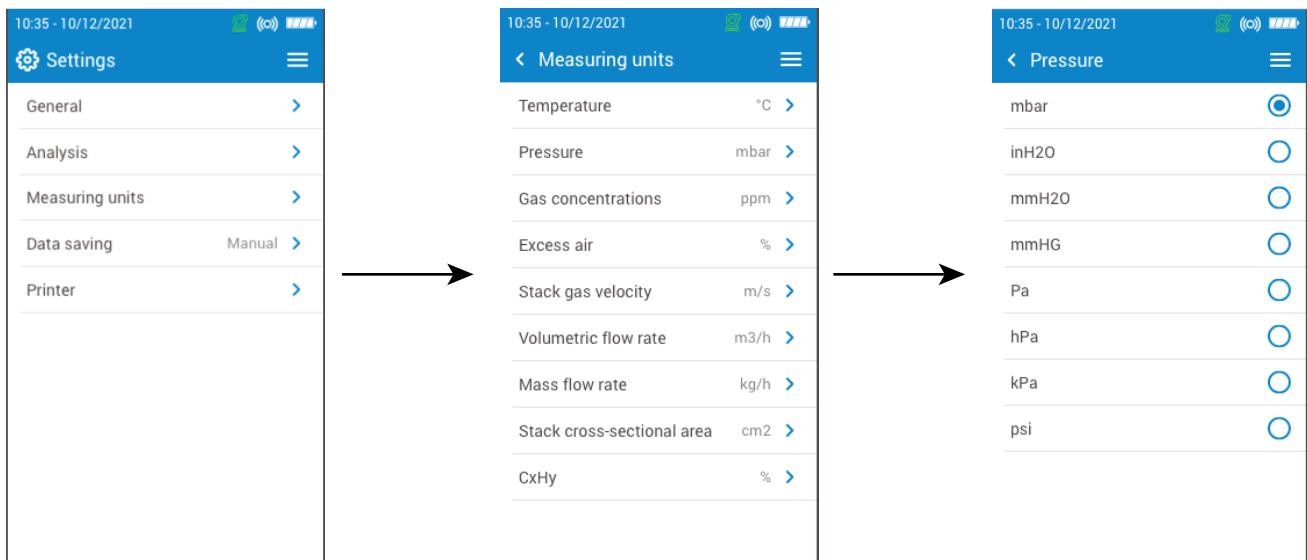 10:35 - 10/12/2021
Settings
General
Analysis
Measuring units
Data saving Manual
Printer
10:35 - 10/12/2021
Measuring units
Temperature °C
Pressure mbar
Gas concentrations ppm
Excess air %
Stack gas velocity m/s
Volumetric flow rate m3/h
Mass flow rate kg/h
Stack cross-sectional area cm2
CxHy %
10:35 - 10/12/2021
Pressure
mbar
inH2O
mmH2O
mmHG
Pa
hPa
kPa
psi